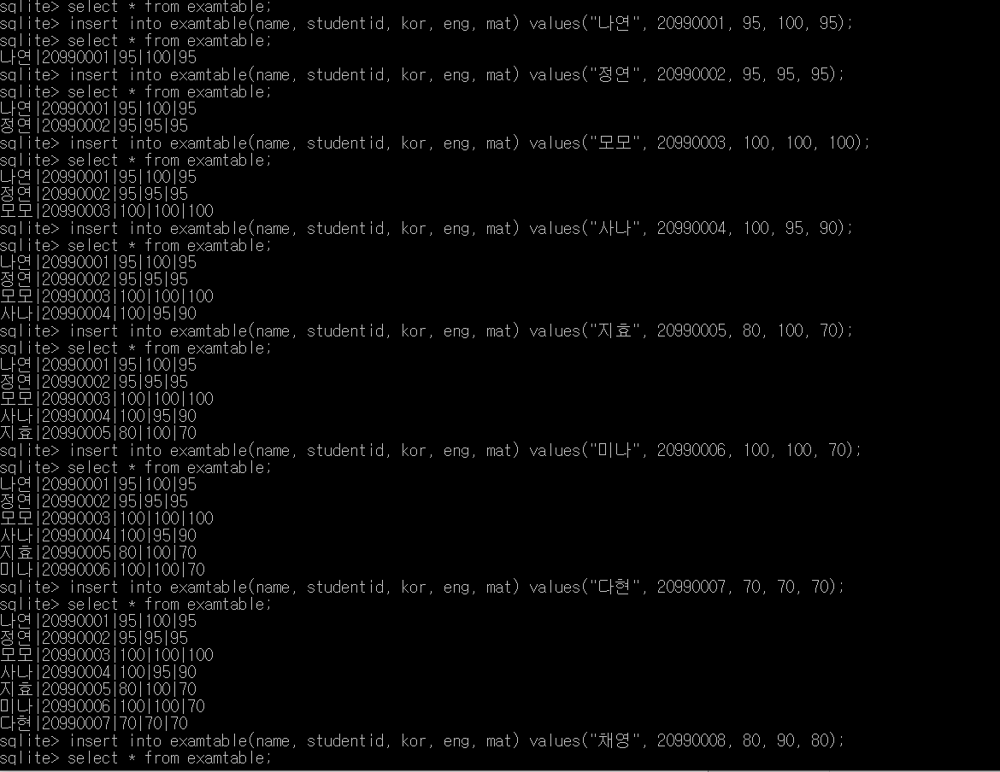 sqlite> select * from examtable;
sqlite> insert into examtable(name, studentid, kor, eng, mat) values("나연", 20990001, 95, 100, 95);
sqlite> select * from examtable;
나연|20990001|95|100|95
sqlite> insert into examtable(name, studentid, kor, eng, mat) values("정연", 20990002, 95, 95, 95);
sqlite> select * from examtable;
나연|20990001|95|100|95
정연|20990002|95|95|95
sqlite> insert into examtable(name, studentid, kor, eng, mat) values("모모", 20990003, 100, 100, 100);
sqlite> select * from examtable;
나연|20990001|95|100|95
정연|20990002|95|95|95
모모|20990003|100|100|100
sqlite> insert into examtable(name, studentid, kor, eng, mat) values("사나", 20990004, 100, 95, 90);
sqlite> select * from examtable;
나연|20990001|95|100|95
정연|20990002|95|95|95
모모|20990003|100|100|100
사나|20990004|100|95|90
sqlite> insert into examtable(name, studentid, kor, eng, mat) values("지효", 20990005, 80, 100, 70);
sqlite> select * from examtable;
나연|20990001|95|100|95
정연|20990002|95|95|95
모모|20990003|100|100|100
사나|20990004|100|95|90
지효|20990005|80|100|70
sqlite> insert into examtable(name, studentid, kor, eng, mat) values("미나", 20990006, 100, 100, 70);
sqlite> select * from examtable;
나연|20990001|95|100|95
정연|20990002|95|95|95
모모|20990003|100|100|100
사나|20990004|100|95|90
지효|20990005|80|100|70
미나|20990006|100|100|70
sqlite> insert into examtable(name, studentid, kor, eng, mat) values("다현", 20990007, 70, 70, 70);
sqlite> select * from examtable;
나연|20990001|95|100|95
정연|20990002|95|95|95
모모|20990003|100|100|100
사나|20990004|100|95|90
지효|20990005|80|100|70
미나|20990006|100|100|70
다현|20990007|70|70|70
sqlite> insert into examtable(name, studentid, kor, eng, mat) values("채영", 20990008, 80, 90, 80);
sqlite> select * from examtable;